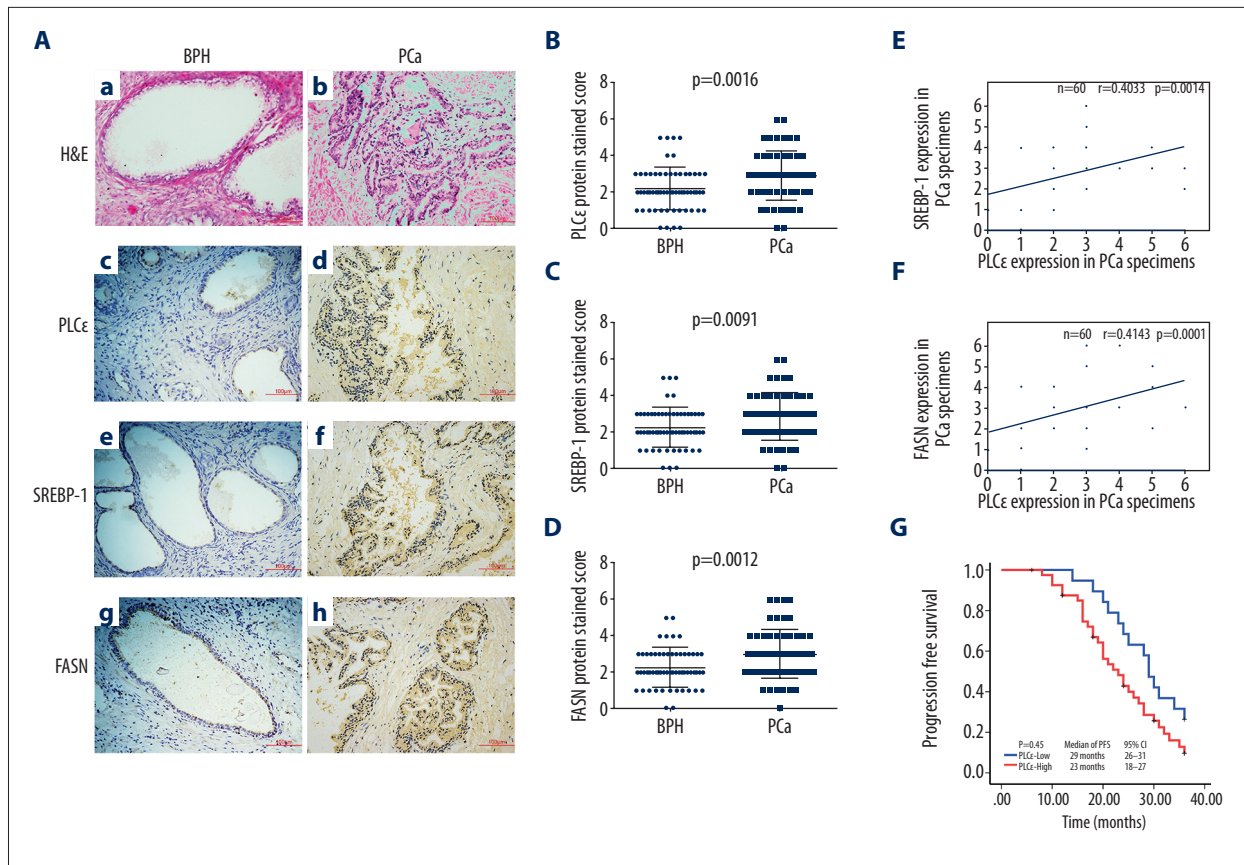 A
BPH
PCa
a
b
H&E
c
d
PLCε
100μm
e
f
SREBP-1
g
h
FASN
B
p=0.0016
PLCε protein stained score
8
6
4
2
0
BPH
PCa
C
p=0.0091
SREBP-1 protein stained score
8
6
4
2
0
BPH
PCa
D
p=0.0012
FASN protein stained score
8
6
4
2
0
BPH
PCa
E
n=60 r=0.4033 p=0.0014
SREBP-1 expression in
PCa specimens
6
5
4
3
2
1
0
0 1 2 3 4 5 6
PLCε expression in PCa specimens
F
n=60 r=0.4143 p=0.0001
FASN expression in
PCa specimens
6
5
4
3
2
1
0
0 1 2 3 4 5 6
PLCε expression in PCa specimens
G
Progression free survival
1.0
0.8
0.6
0.4
0.2
0.0
P=0.45 Median of PFS 95% CI
PLCε-Low 29 months 26–31
PLCε-High 23 months 18–27
.00 10.00 20.00 30.00 40.00
Time (months)